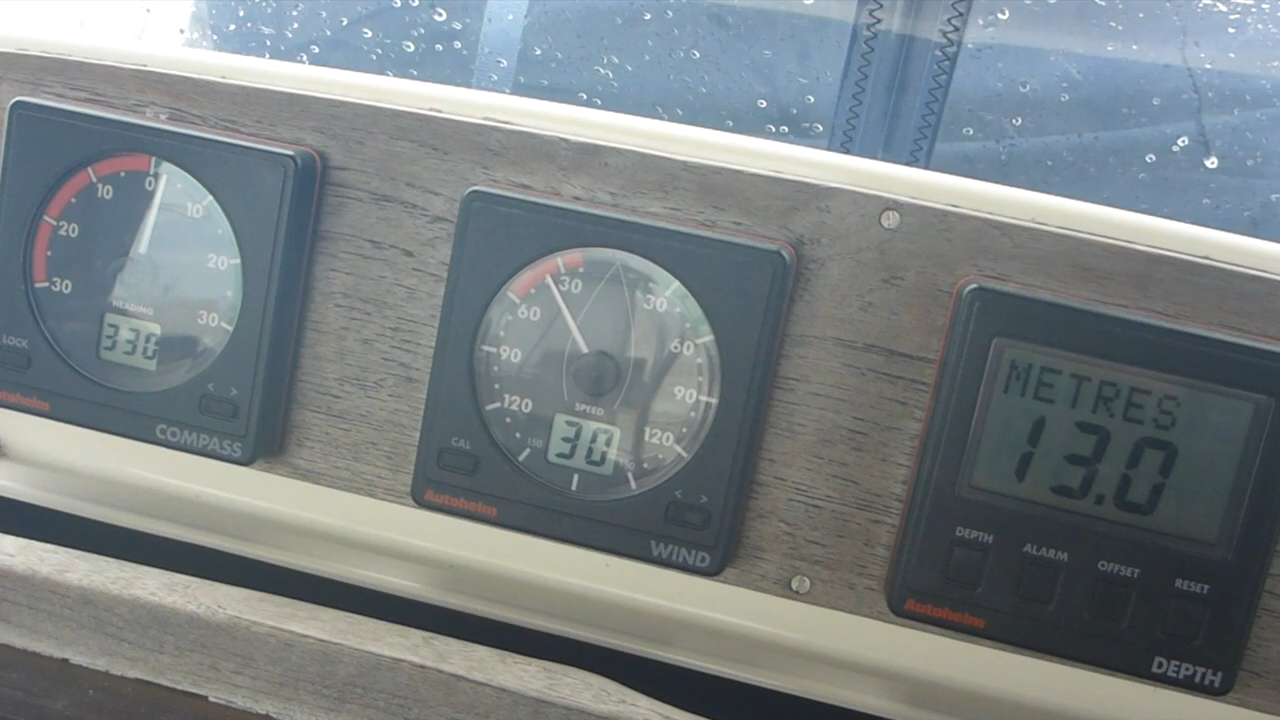 0
10
10
20
20
30
30
HEADING
330
LOCK
< >
COMPASS
30
30
60
60
90
90
120
120
150
SPEED
30
CAL
< >
Autohelm
WIND
METRES
13.0
DEPTH
ALARM
OFFSET
RESET
Autohelm
DEPTH